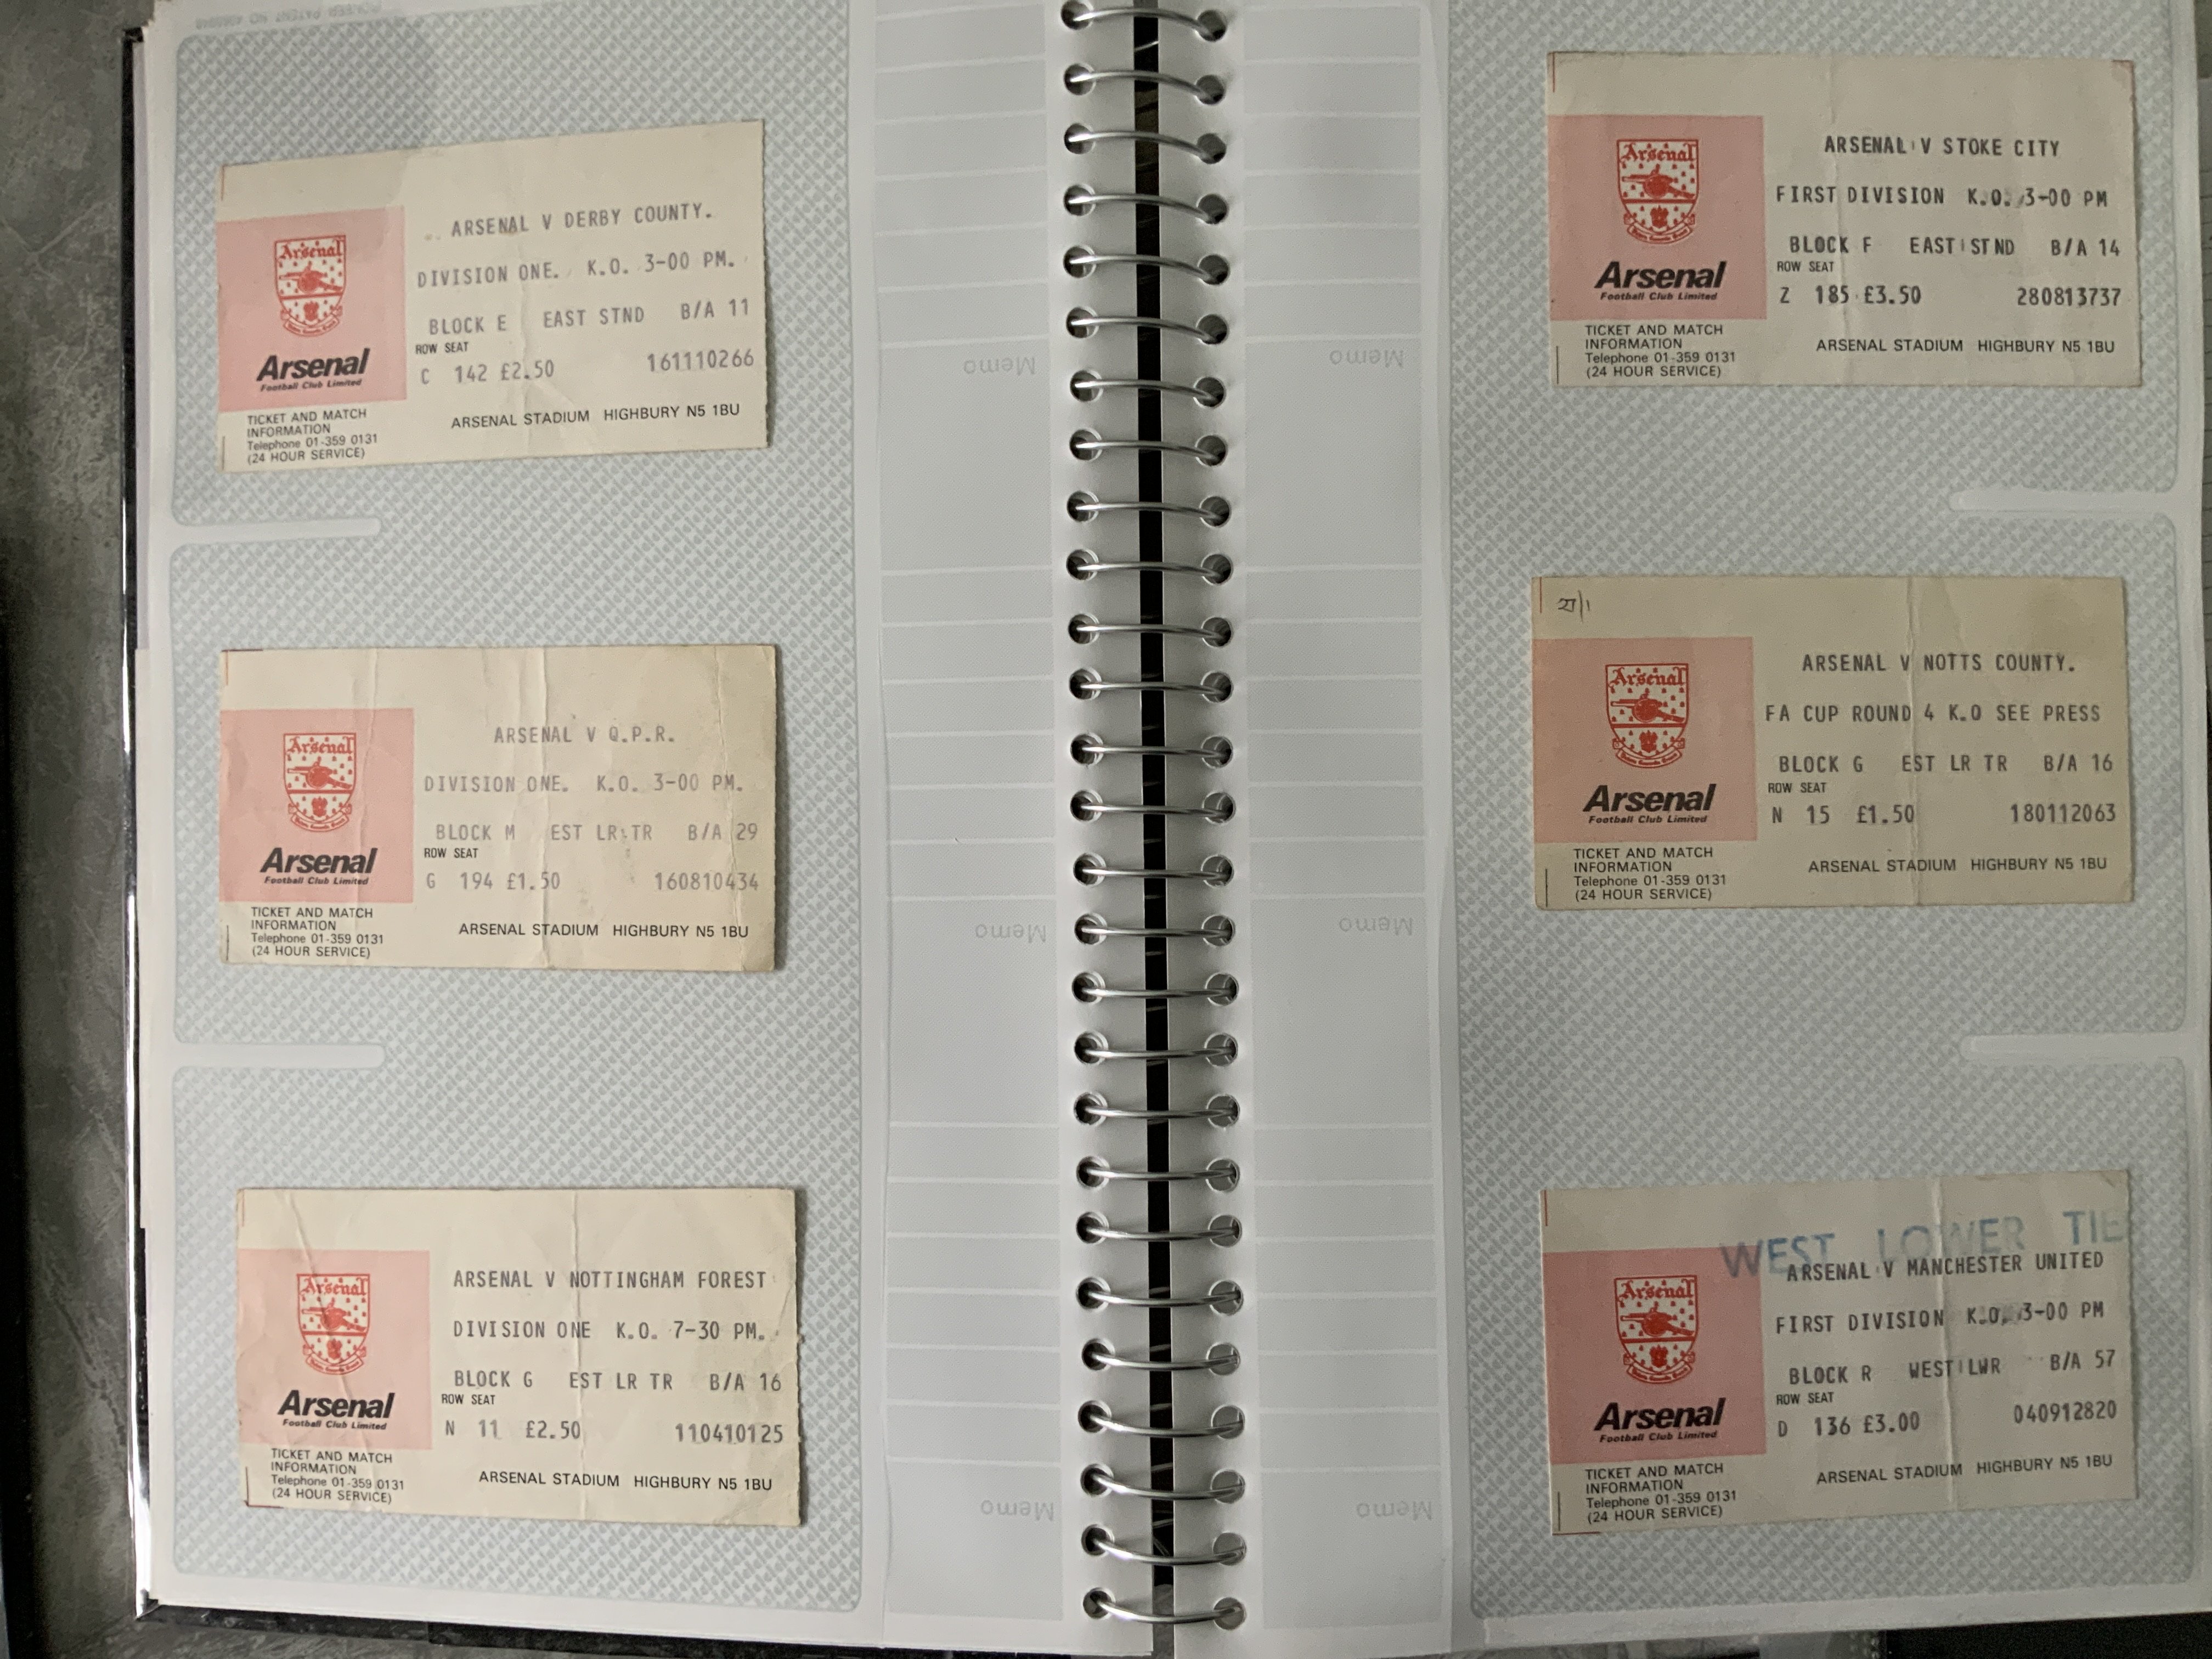 ARSENAL V DERBY COUNTY.
DIVISION ONE. K.O. 3-00 PM.
BLOCK E EAST STND B/A 11
ROW SEAT
C 142 £2.50 161110266
ARSENAL STADIUM HIGHBURY N5 1BU
Arsenal
Arsenal
Football Club Limited
TICKET AND MATCH
INFORMATION
Telephone 01-359 0131
(24 HOUR SERVICE)
ARSENAL V Q.P.R.
DIVISION ONE. K.O. 3-00 PM.
BLOCK M EST LR TR B/A 29
ROW SEAT
G 194 £1.50 160810434
ARSENAL STADIUM HIGHBURY N5 1BU
Arsenal
Arsenal
Football Club Limited
TICKET AND MATCH
INFORMATION
Telephone 01-359 0131
(24 HOUR SERVICE)
ARSENAL V NOTTINGHAM FOREST
DIVISION ONE K.O. 7-30 PM.
BLOCK G EST LR TR B/A 16
ROW SEAT
N 11 £2.50 110410125
ARSENAL STADIUM HIGHBURY N5 1BU
Arsenal
Arsenal
Football Club Limited
TICKET AND MATCH
INFORMATION
Telephone 01-359 0131
(24 HOUR SERVICE)
Memo
Memo
Memo
Memo
Memo
Memo
ARSENAL V STOKE CITY
FIRST DIVISION K.O. 3-00 PM
BLOCK F EAST STND B/A 14
ROW SEAT
Z 185 £3.50 280813737
ARSENAL STADIUM HIGHBURY N5 1BU
Arsenal
Arsenal
Football Club Limited
TICKET AND MATCH
INFORMATION
Telephone 01-359 0131
(24 HOUR SERVICE)
ARSENAL V NOTTS COUNTY.
FA CUP ROUND 4 K.O SEE PRESS
BLOCK G EST LR TR B/A 16
ROW SEAT
N 15 £1.50 180112063
ARSENAL STADIUM HIGHBURY N5 1BU
Arsenal
Arsenal
Football Club Limited
TICKET AND MATCH
INFORMATION
Telephone 01-359 0131
(24 HOUR SERVICE)
WEST LOWER TIE
ARSENAL V MANCHESTER UNITED
FIRST DIVISION K.O. 3-00 PM
BLOCK R WEST LWR B/A 57
ROW SEAT
D 136 £3.00 040912820
ARSENAL STADIUM HIGHBURY N5 1BU
Arsenal
Arsenal
Football Club Limited
TICKET AND MATCH
INFORMATION
Telephone 01-359 0131
(24 HOUR SERVICE)